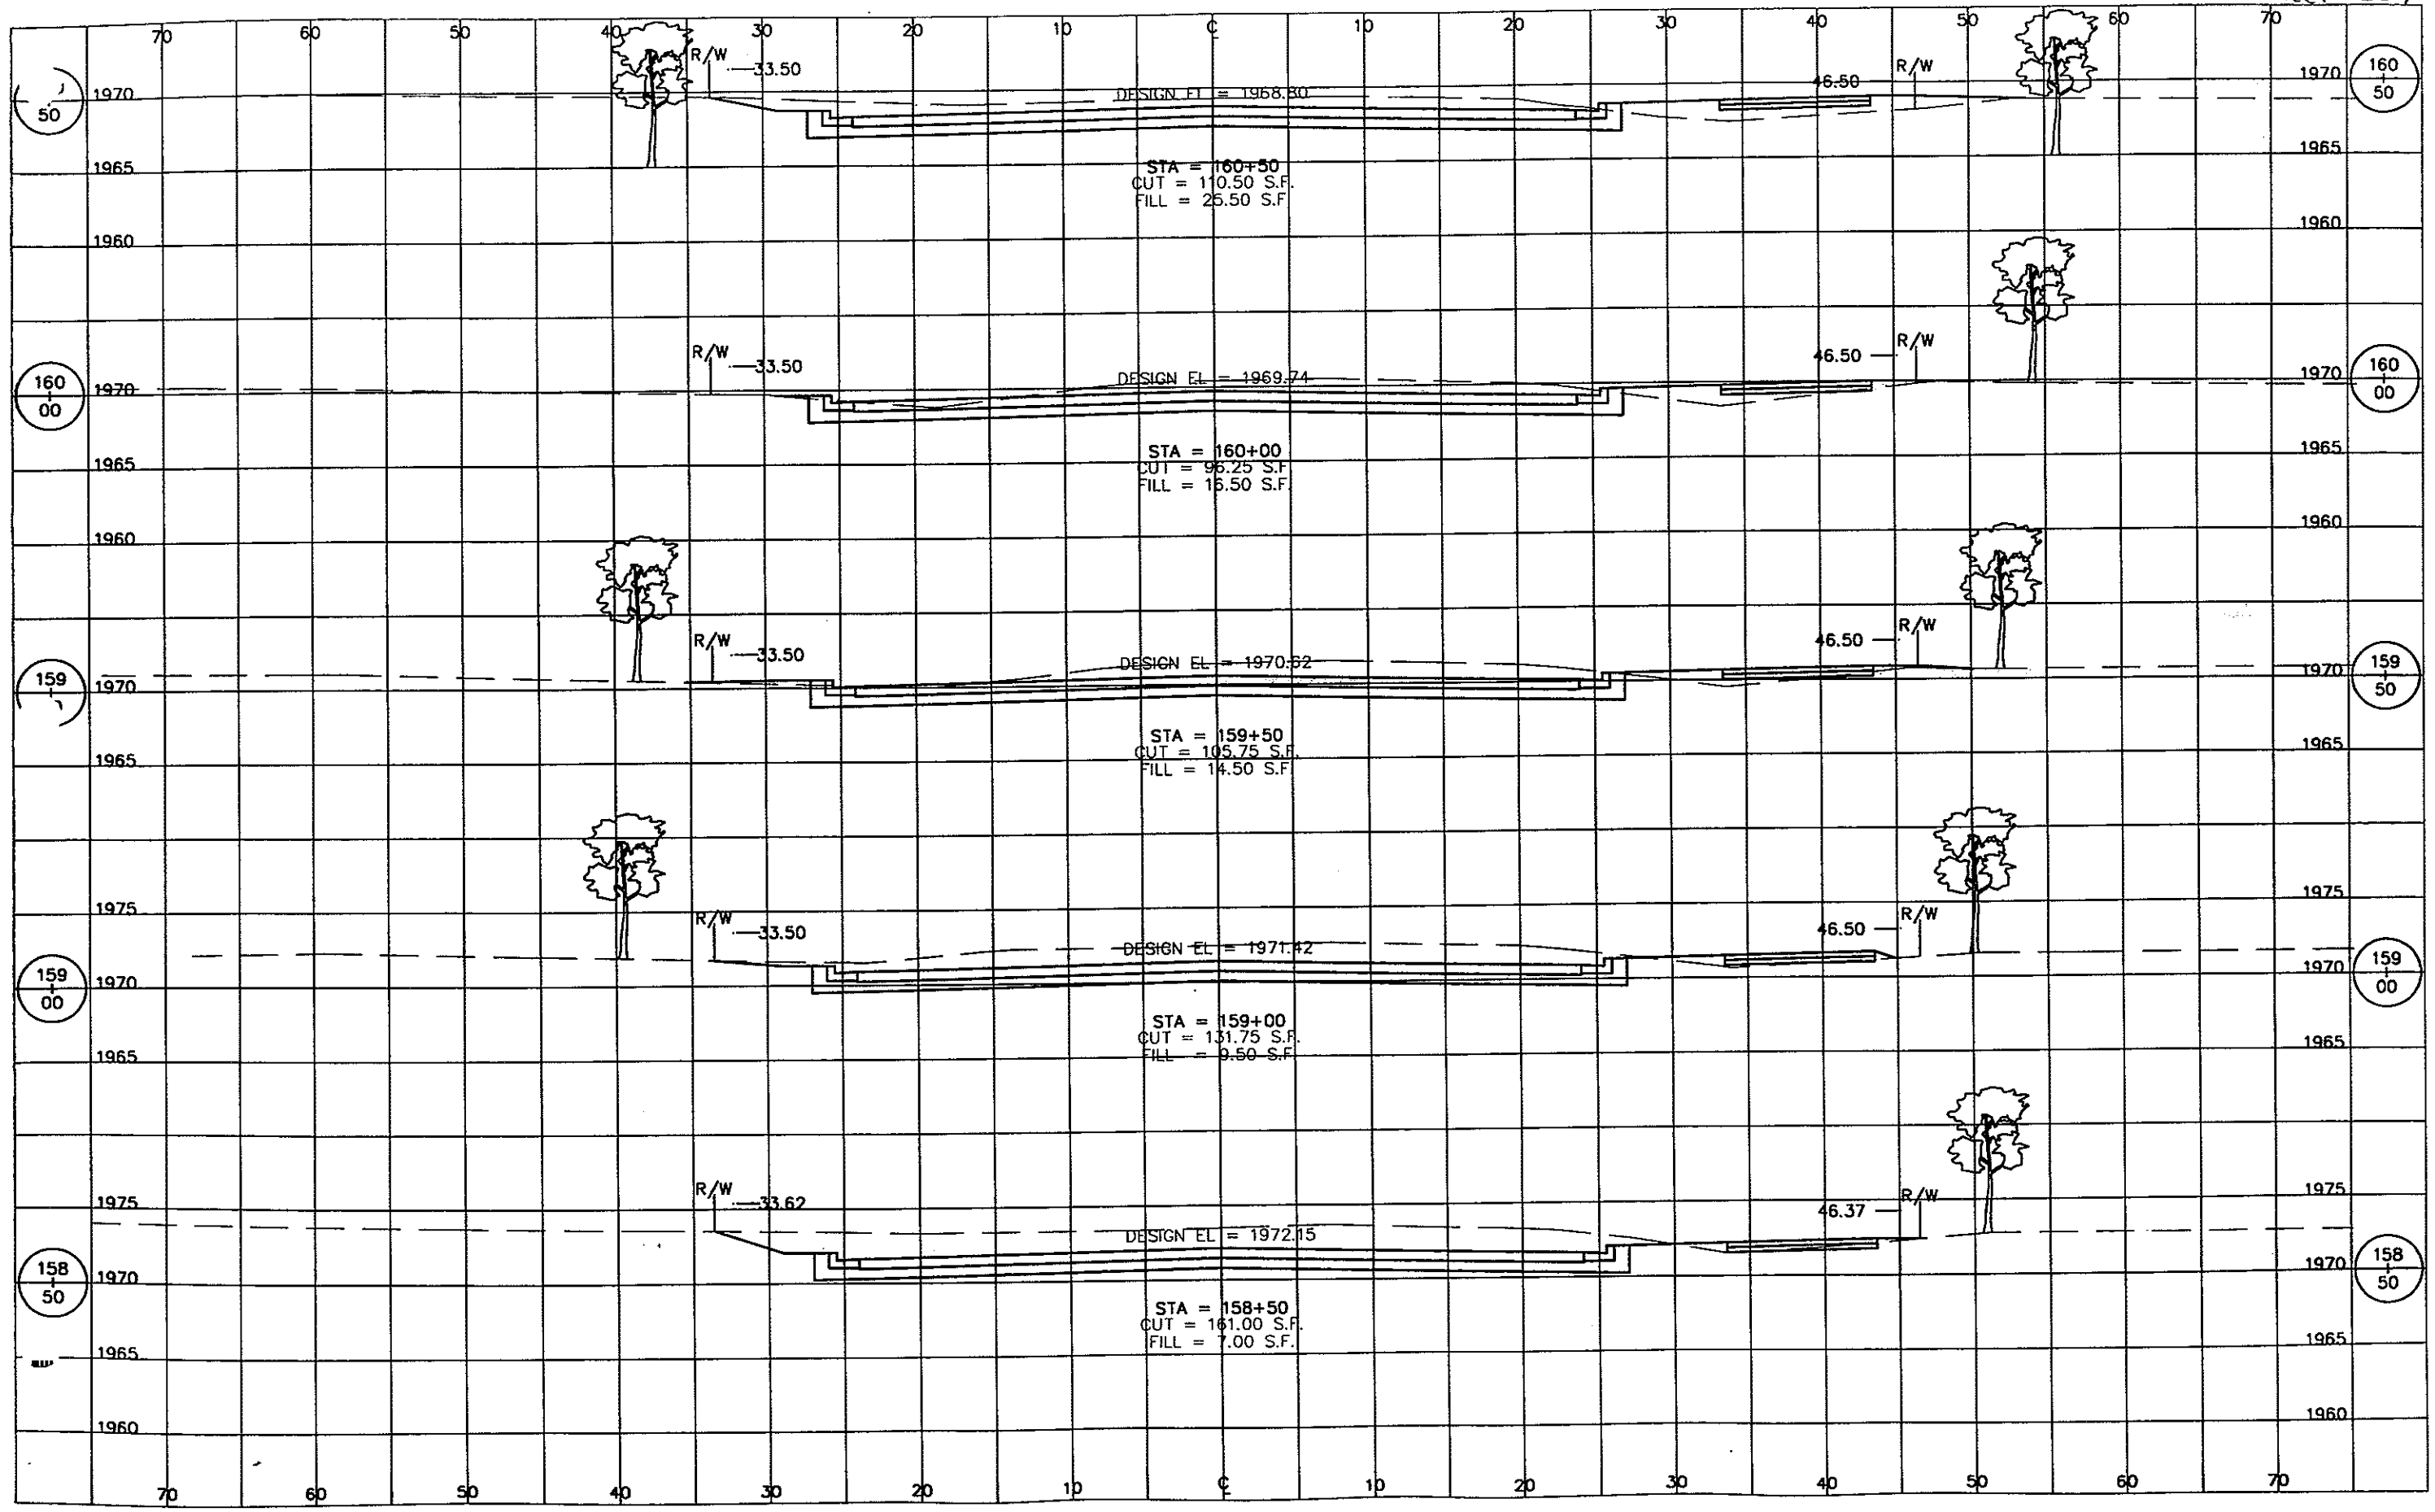 70 60 50 40 30 20 10 C 10 20 30 40 50 60 70
R/W 33.50 46.50 R/W
50 1970 DESIGN EL = 1968.80 1970 160 50
1965 STA = 160+50 1965
CUT = 110.50 S.F.
FILL = 26.50 S.F
1960 1960
R/W 33.50 46.50 R/W
160 00 1970 DESIGN EL = 1969.74 1970 160 00
1965 STA = 160+00 1965
CUT = 96.25 S.F
FILL = 16.50 S.F.
1960 1960
R/W 33.50 46.50 R/W
DESIGN EL = 1970.62
159 1970 1970 159 50
STA = 159+50
1965 CUT = 105.75 S.F. 1965
FILL = 14.50 S.F
1975 1975
R/W 33.50 46.50 R/W
DESIGN EL = 1971.42
159 00 1970 1970 159 00
STA = 159+00
CUT = 131.75 S.F.
1965 FILL = 9.50 S.F 1965
R/W 33.62 46.37 R/W
1975 1975
DESIGN EL = 1972.15
158 50 1970 1970 158 50
STA = 158+50
CUT = 161.00 S.F.
FILL = 7.00 S.F.
1965 1965
1960 1960
70 60 50 40 30 20 10 C 10 20 30 40 50 60 70